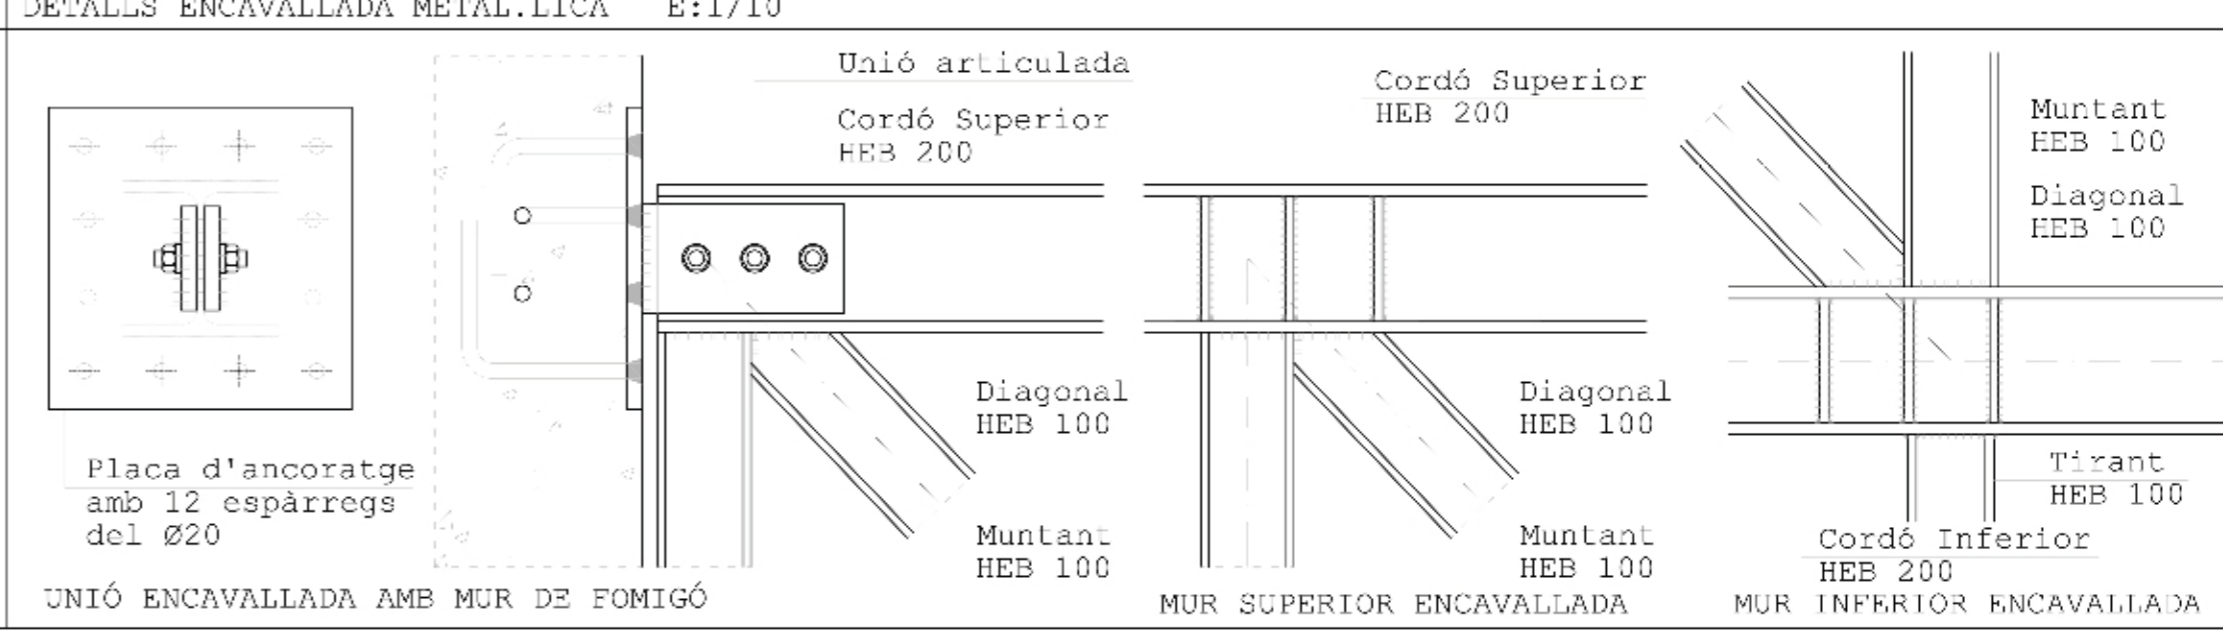 DETALLS ENCAVALLADA METAL.LICA E:1/10
Unió articulada
Cordó Superior
HEB 200
Placa d'ancoratge
amb 12 espàrregs
del Ø20
Diagonal
HEB 100
Muntant
HEB 100
UNIÓ ENCAVALLADA AMB MUR DE FOMIGÓ
Cordó Superior
HEB 200
Diagonal
HEB 100
Muntant
HEB 100
MUR SUPERIOR ENCAVALLADA
Muntant
HEB 100
Diagonal
HEB 100
Tirant
HEB 100
Cordó Inferior
HEB 200
MUR INFERIOR ENCAVALLADA